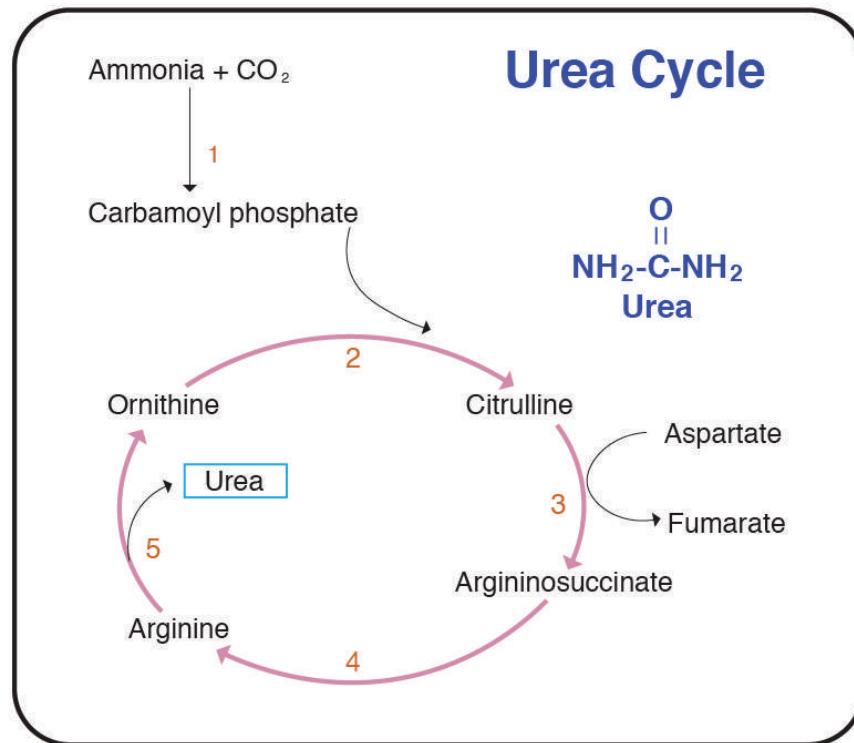 Urea Cycle
Ammonia + CO₂
1
Carbamoyl phosphate
O
||
NH₂-C-NH₂
Urea
2
Ornithine
Citrulline
Aspartate
Urea
3
Fumarate
5
Argininosuccinate
Arginine
4